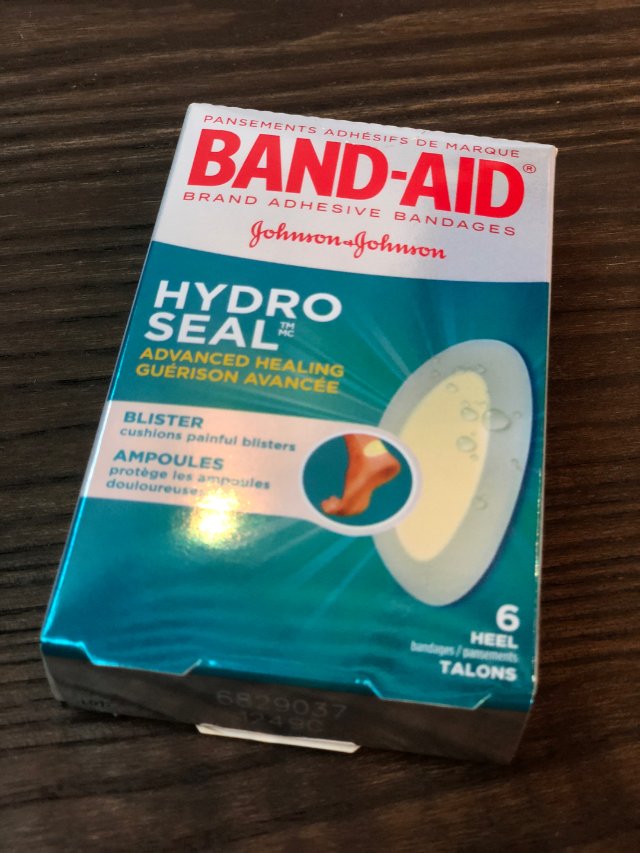 PANSEMENTS ADHÉSIFS DE MARQUE
BAND-AID®
BRAND ADHESIVE BANDAGES
Johnson & Johnson
HYDRO
SEAL™ MC
ADVANCED HEALING
GUÉRISON AVANCÉE
BLISTER
cushions painful blisters
AMPOULES
protège les ampoules
douloureuses
6
HEEL
bandages / pansements
TALONS
LOT:
6829037